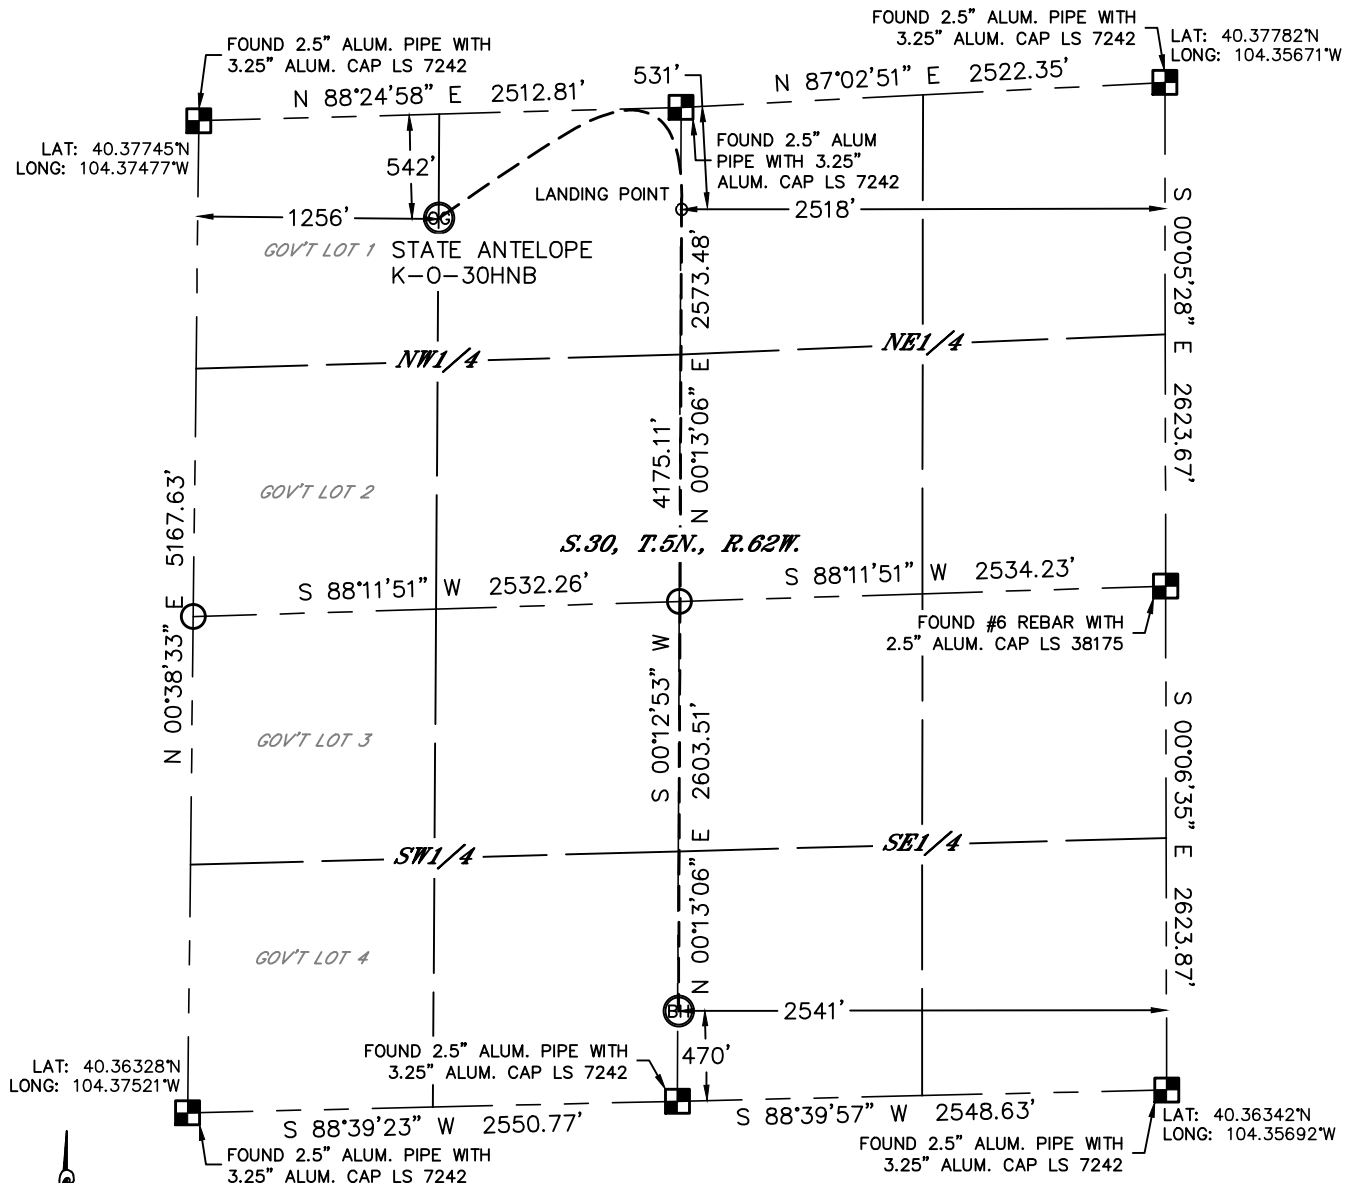 FOUND 2.5" ALUM. PIPE WITH
3.25" ALUM. CAP LS 7242
FOUND 2.5" ALUM. PIPE WITH
3.25" ALUM. CAP LS 7242
LAT: 40.37782°N
LONG: 104.35671°W
N 88°24'58" E 2512.81'
531'
N 87°02'51" E 2522.35'
LAT: 40.37745°N
LONG: 104.37477°W
542'
FOUND 2.5" ALUM
PIPE WITH 3.25"
ALUM. CAP LS 7242
LANDING POINT
1256'
OG
2518'
GOV'T LOT 1
STATE ANTELOPE
K-O-30HNB
N 00°13'06" E 2573.48'
S 00°05'28" E 2623.67'
NW1/4
NE1/4
4175.11'
GOV'T LOT 2
N 00°38'33" E 5167.63'
S.30, T.5N., R.62W.
S 88°11'51" W 2532.26'
S 88°11'51" W 2534.23'
FOUND #6 REBAR WITH
2.5" ALUM. CAP LS 38175
S 00°12'53" W
GOV'T LOT 3
N 00°13'06" E 2603.51'
S 00°06'35" E 2623.87'
SW1/4
SE1/4
GOV'T LOT 4
BH
2541'
470'
FOUND 2.5" ALUM. PIPE WITH
3.25" ALUM. CAP LS 7242
LAT: 40.36328°N
LONG: 104.37521°W
S 88°39'23" W 2550.77'
S 88°39'57" W 2548.63'
LAT: 40.36342°N
LONG: 104.35692°W
FOUND 2.5" ALUM. PIPE WITH
3.25" ALUM. CAP LS 7242
FOUND 2.5" ALUM. PIPE WITH
3.25" ALUM. CAP LS 7242